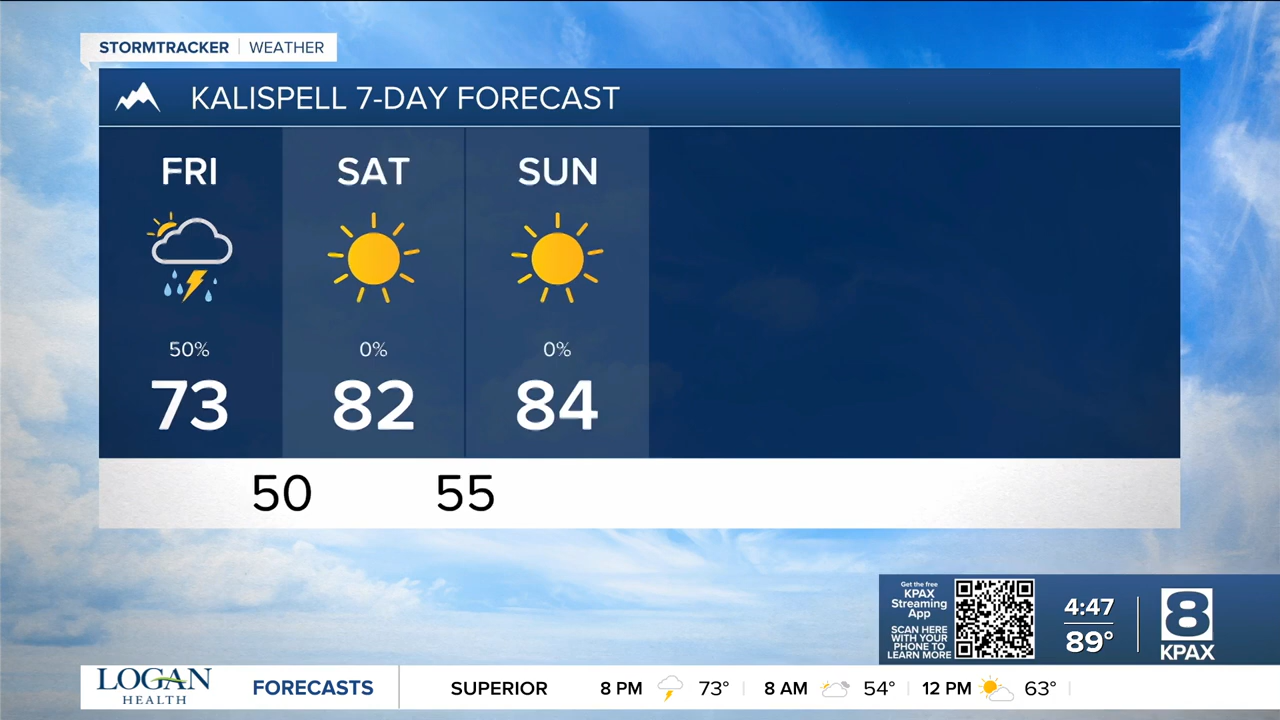 STORMTRACKER | WEATHER
KALISPELL 7-DAY FORECAST
FRI SAT SUN
50% 0% 0%
73 82 84
50 55
Get the free
KPAX
Streaming
App
SCAN HERE
WITH YOUR
PHONE TO
LEARN MORE
4:47
89°
8
KPAX
LOGAN
HEALTH
FORECASTS
SUPERIOR 8 PM 73° 8 AM 54° 12 PM 63°